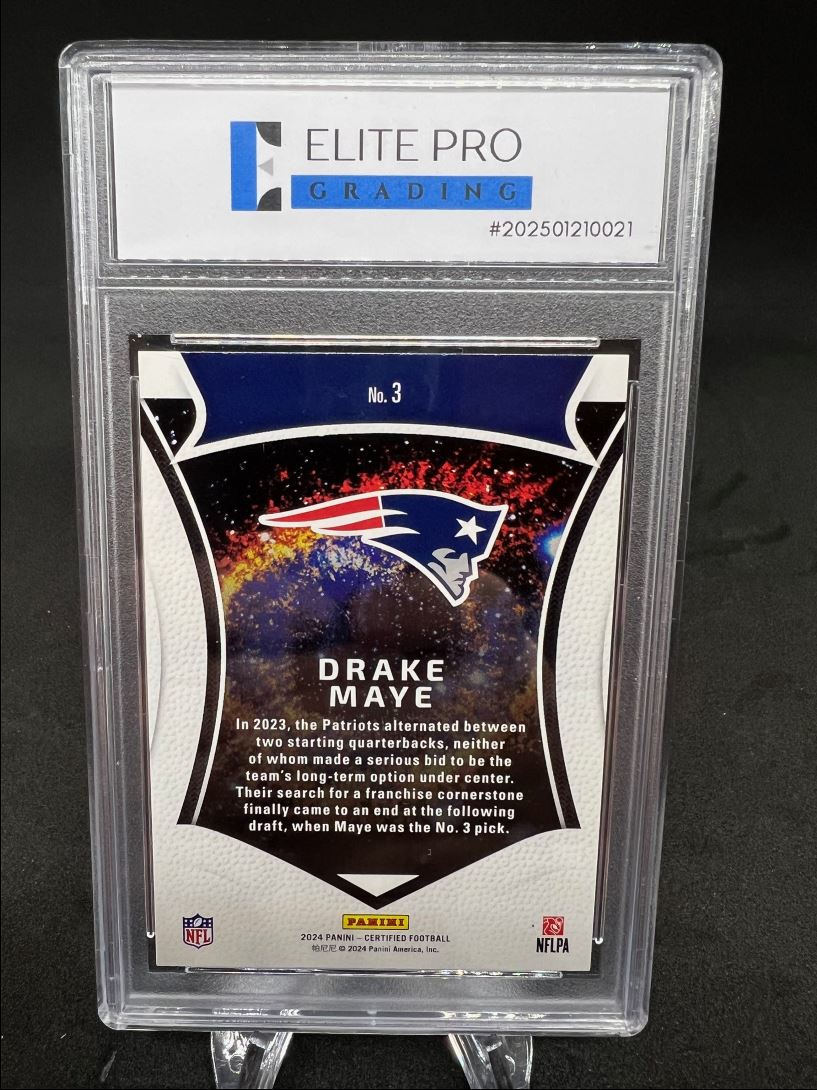 ELITE PRO
GRADING
#202501210021
No. 3
DRAKE
MAYE
In 2023, the Patriots alternated between
two starting quarterbacks, neither
of whom made a serious bid to be the
team's long-term option under center.
Their search for a franchise cornerstone
finally came to an end at the following
draft, when Maye was the No. 3 pick.
PANINI
2024 PANINI – CERTIFIED FOOTBALL
帕尼尼 © 2024 Panini America, Inc.
NFL
NFLPA